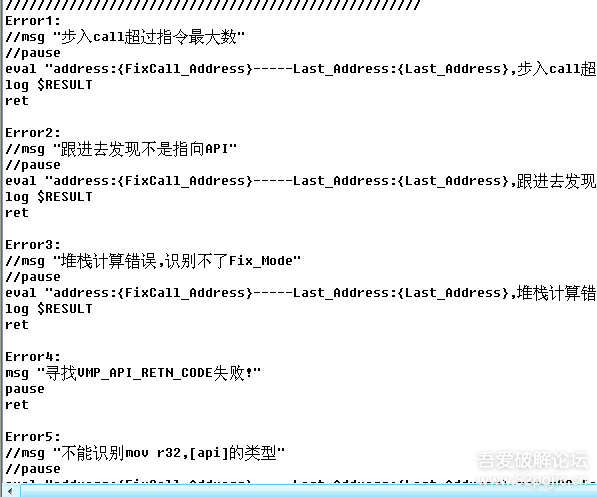 ////////////////////////////////////////////////////
Error1:
//msg "步入call超过指令最大数"
//pause
eval "address:{FixCall_Address}-----Last_Address:{Last_Address},步入call超
log $RESULT
ret
Error2:
//msg "跟进去发现不是指向API"
//pause
eval "address:{FixCall_Address}-----Last_Address:{Last_Address},跟进去发现
log $RESULT
ret
Error3:
//msg "堆栈计算错误,识别不了Fix_Mode"
//pause
eval "address:{FixCall_Address}-----Last_Address:{Last_Address},堆栈计算错
log $RESULT
ret
Error4:
msg "寻找VMP_API_RETN_CODE失败!"
pause
ret
Error5:
//msg "不能识别mov r32,[api]的类型"
//pause
吾爱破解论坛